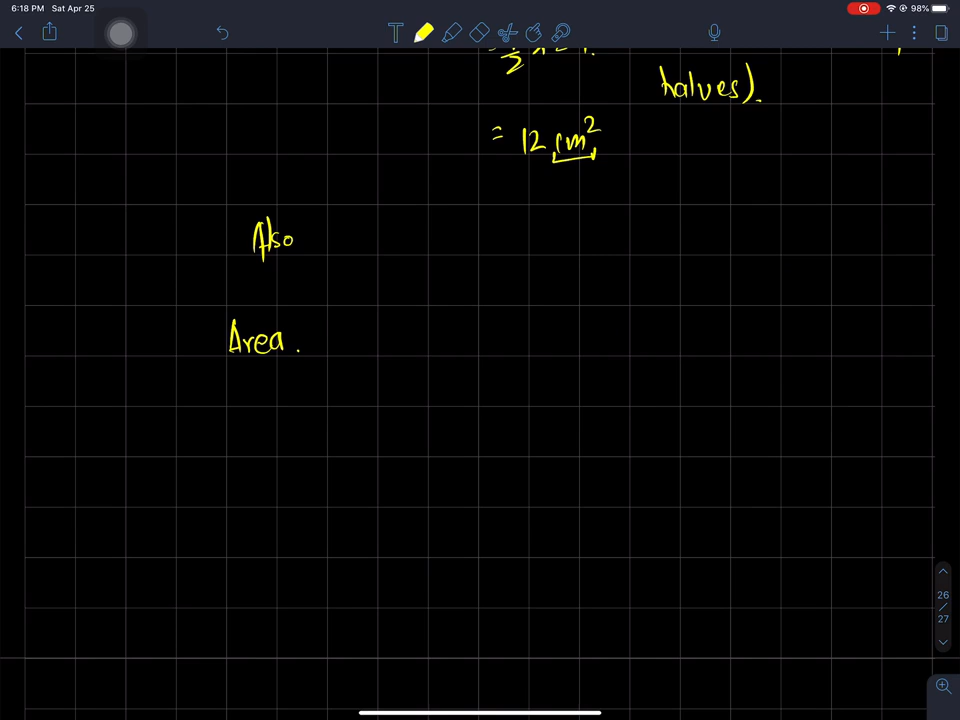 6:18 PM Sat Apr 25
98%
T
halves).
= 12 cm²
Also
Area.
26
/
27